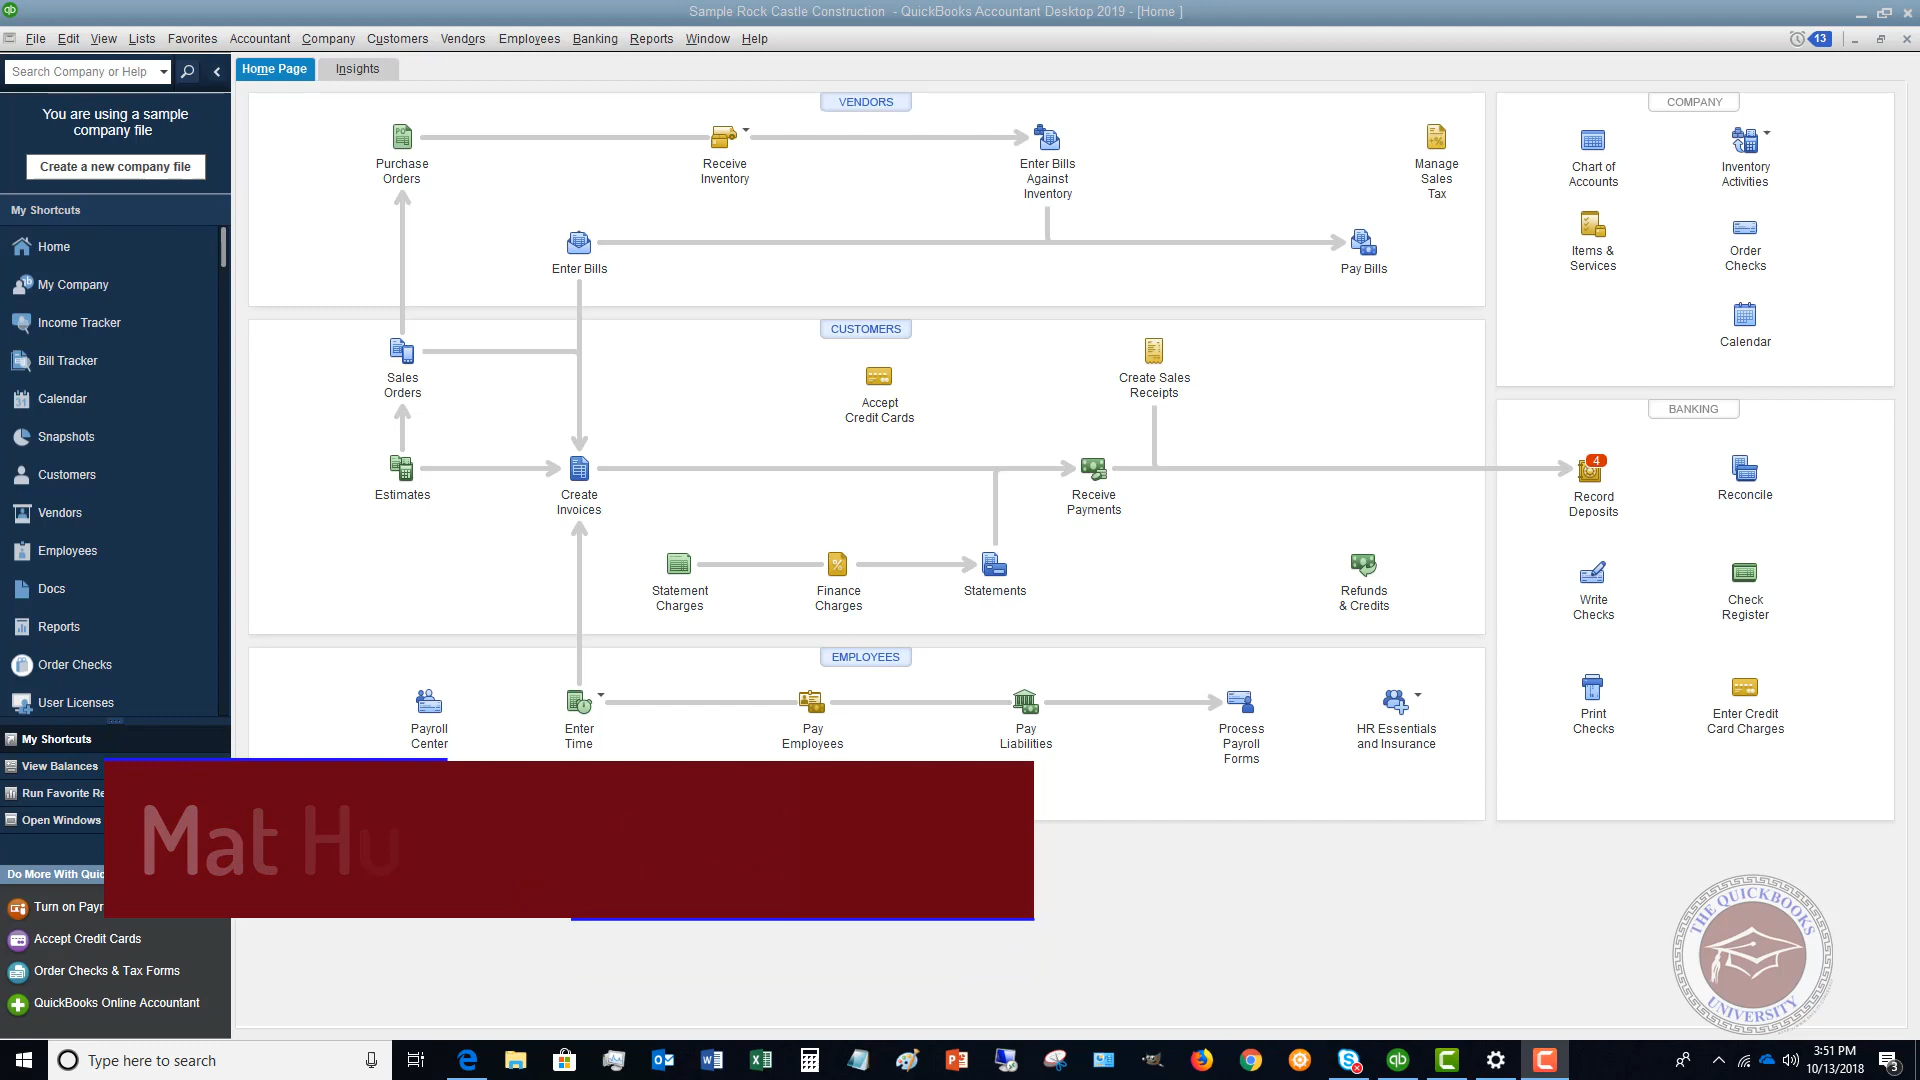 Sample Rock Castle Construction - QuickBooks Accountant Desktop 2019 - [Home ]
File Edit View Lists Favorites Accountant Company Customers Vendors Employees Banking Reports Window Help
13
Search Company or Help
Home Page
Insights
You are using a sample
company file
Create a new company file
My Shortcuts
Home
My Company
Income Tracker
Bill Tracker
Calendar
Snapshots
Customers
Vendors
Employees
Docs
Reports
Order Checks
User Licenses
My Shortcuts
View Balances
Run Favorite Re
Open Windows
Do More With Quic
Turn on Payr
Accept Credit Cards
Order Checks & Tax Forms
QuickBooks Online Accountant
VENDORS
Purchase
Orders
Receive
Inventory
Enter Bills
Against
Inventory
Manage
Sales
Tax
Enter Bills
Pay Bills
CUSTOMERS
Sales
Orders
Accept
Credit Cards
Create Sales
Receipts
Estimates
Create
Invoices
Receive
Payments
Statement
Charges
Finance
Charges
Statements
Refunds
& Credits
EMPLOYEES
Payroll
Center
Enter
Time
Pay
Employees
Pay
Liabilities
Process
Payroll
Forms
HR Essentials
and Insurance
COMPANY
Chart of
Accounts
Inventory
Activities
Items &
Services
Order
Checks
Calendar
BANKING
4
Record
Deposits
Reconcile
Write
Checks
Check
Register
Print
Checks
Enter Credit
Card Charges
Mat Hu
THE QUICKBOOKS
UNIVERSITY
Type here to search
3:51 PM
10/13/2018
3